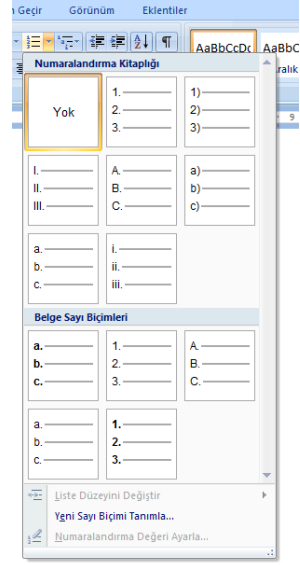 Geçir Görünüm Eklentiler
AaBbCcDc AaBbC
Numaralandırma Kitaplığı
Yok
1. 1)
2. 2)
3. 3)
I. A. a)
II. B. b)
III. C. c)
a. i.
b. ii.
c. iii.
Belge Sayı Biçimleri
a. 1. A.
b. 2. B.
c. 3. C.
a. 1.
b. 2.
c. 3.
Liste Düzeyini Değiştir
Yeni Sayı Biçimi Tanımla...
Numaralandırma Değeri Ayarla...
9